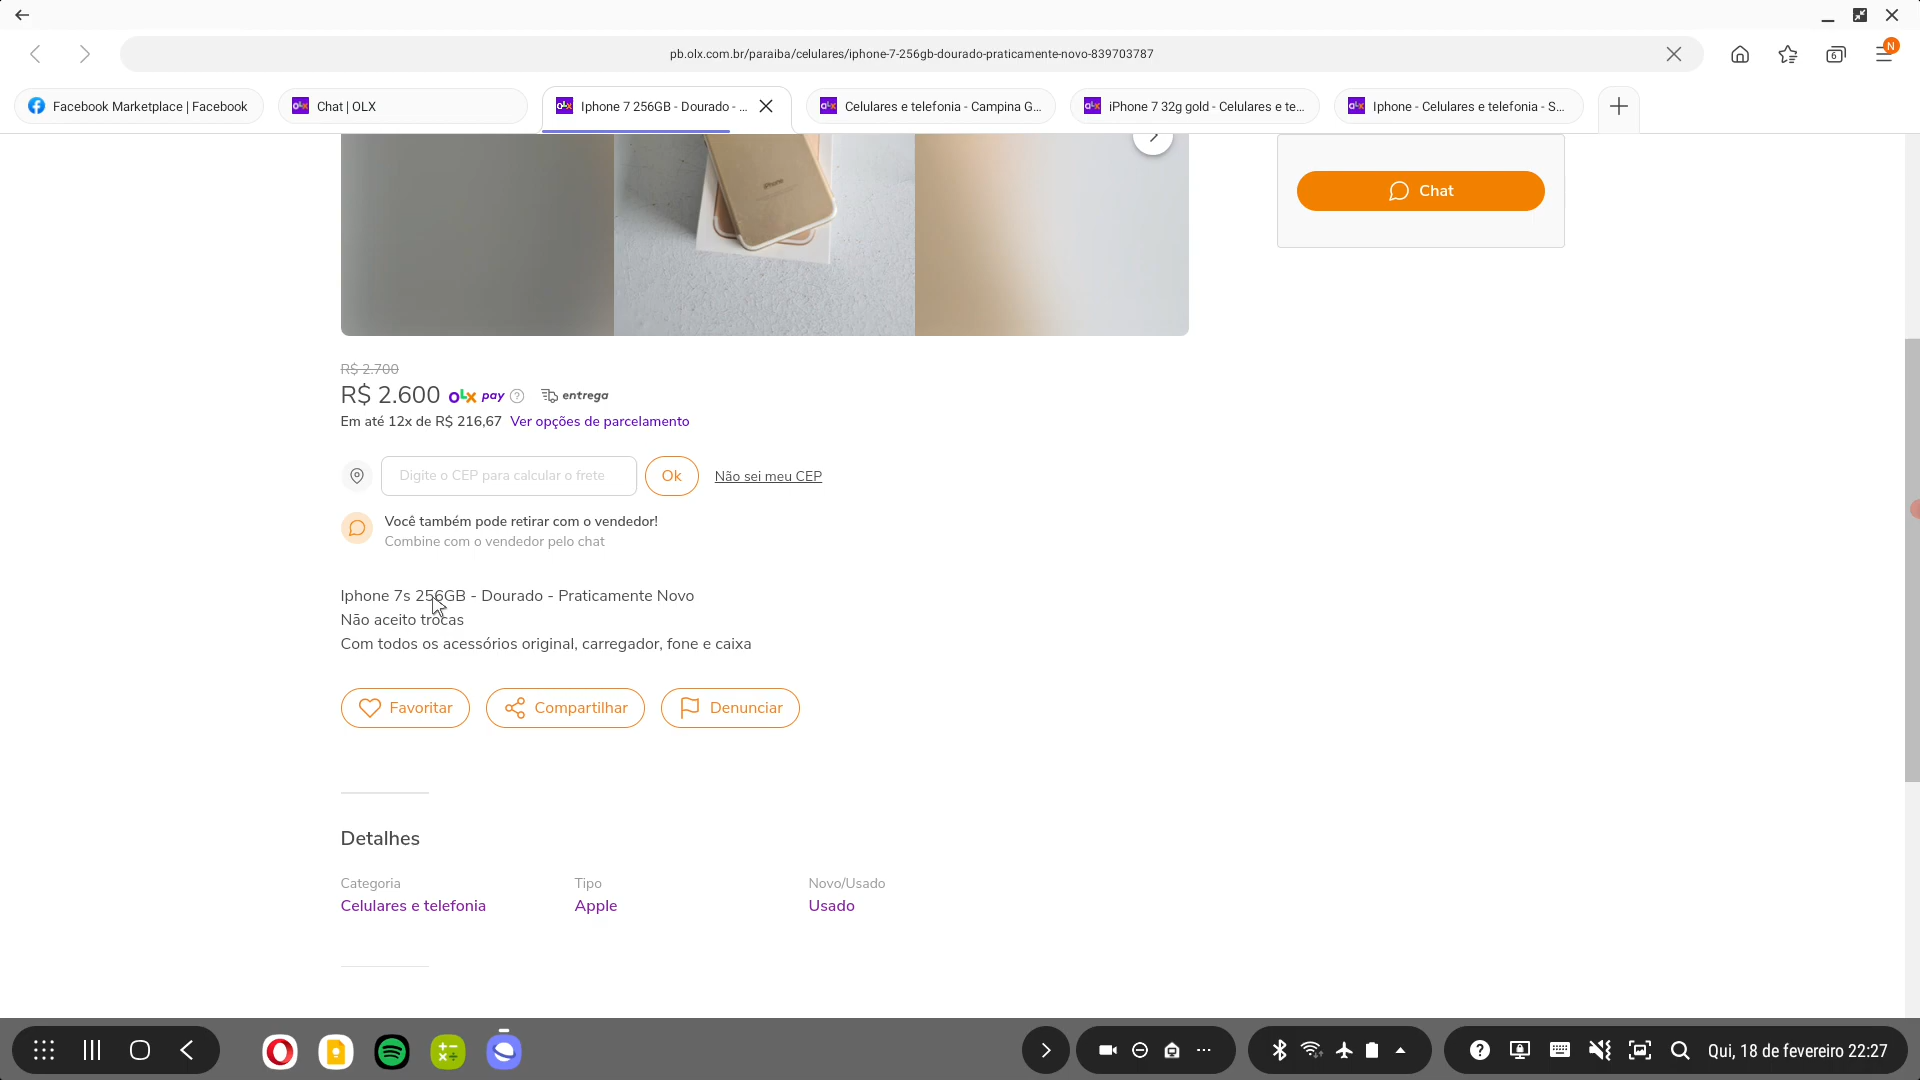 pb.olx.com.br/paraiba/celulares/iphone-7-256gb-dourado-praticamente-novo-839703787
6
N
Facebook Marketplace | Facebook
Chat | OLX
Iphone 7 256GB - Dourado - ...
Celulares e telefonia - Campina G...
iPhone 7 32g gold - Celulares e te...
Iphone - Celulares e telefonia - S...
iPhone
Chat
R$ 2.700
R$ 2.600 olx pay ? entrega
Em até 12x de R$ 216,67 Ver opções de parcelamento
Digite o CEP para calcular o frete
Ok
Não sei meu CEP
Você também pode retirar com o vendedor!
Combine com o vendedor pelo chat
Iphone 7s 256GB - Dourado - Praticamente Novo
Não aceito trocas
Com todos os acessórios original, carregador, fone e caixa
Favoritar
Compartilhar
Denunciar
Detalhes
Categoria
Celulares e telefonia
Tipo
Apple
Novo/Usado
Usado
Qui, 18 de fevereiro 22:27